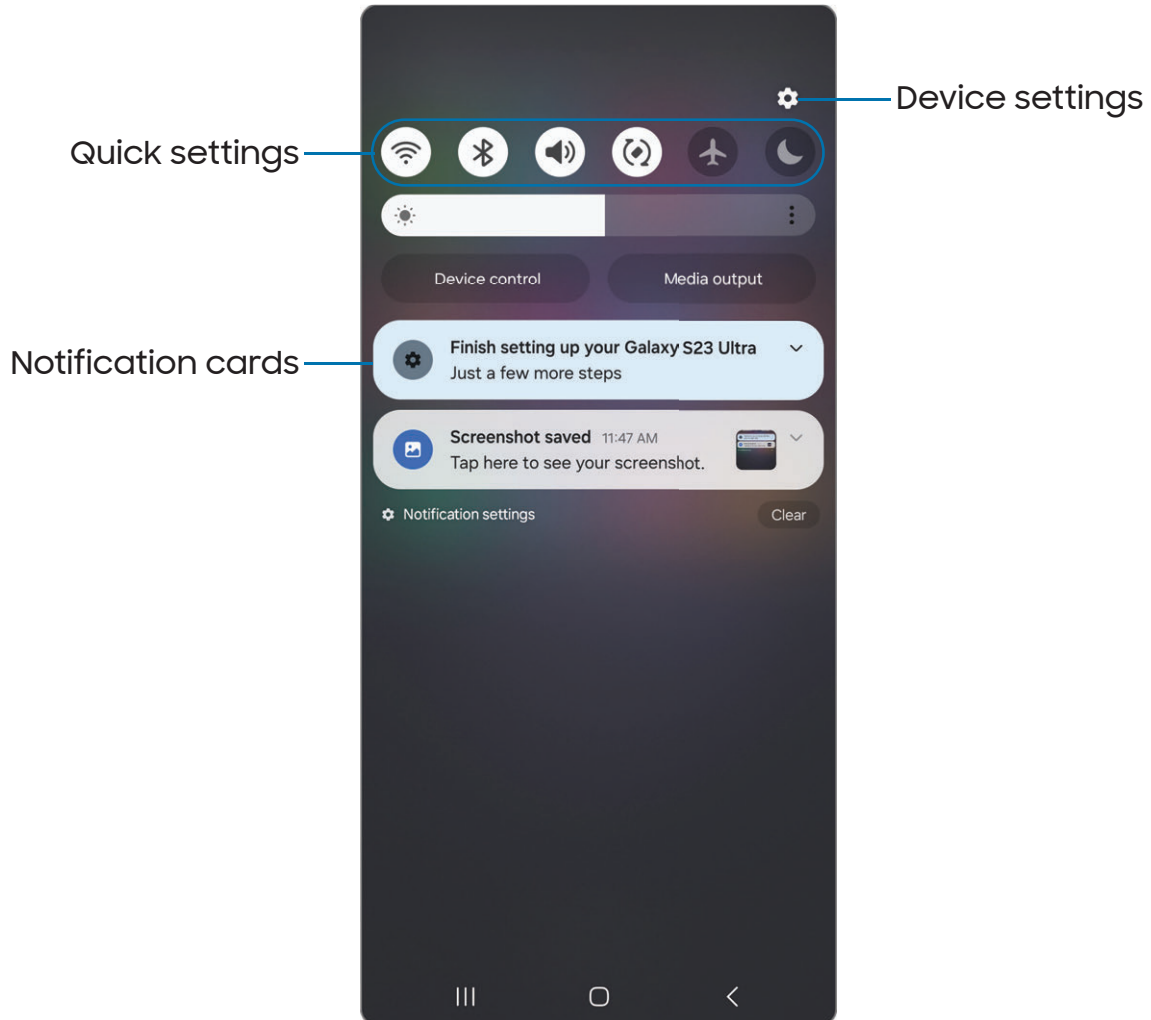 Device settings
Quick settings
Device control
Media output
Notification cards
Finish setting up your Galaxy S23 Ultra
Just a few more steps
Screenshot saved 11:47 AM
Tap here to see your screenshot.
Notification settings
Clear